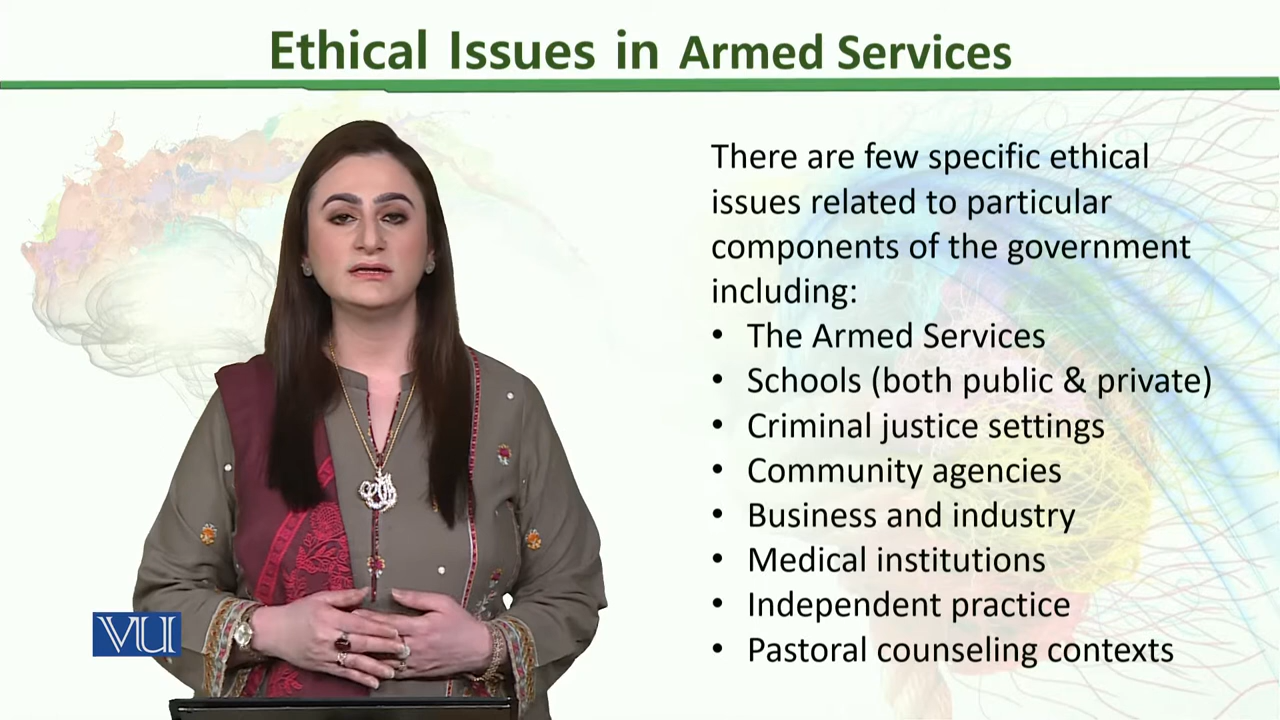 Ethical Issues in Armed Services
There are few specific ethical
issues related to particular
components of the government
including:
• The Armed Services
• Schools (both public & private)
• Criminal justice settings
• Community agencies
• Business and industry
• Medical institutions
• Independent practice
• Pastoral counseling contexts
VU